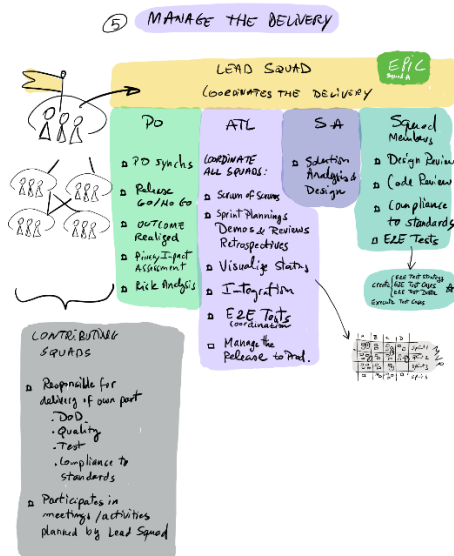 5 MANAGE THE DELIVERY
LEAD SQUAD
COORDINATES THE DELIVERY
EPIC
Squad A
PO
PO Synchs
Release
GO/NO GO
OUTCOME
Realized
Privacy Impact
Assessment
Risk Analysis
ATL
COORDINATE
ALL SQUADS:
Scrum of Scrums
Sprint Plannings
Demos & Reviews
Retrospectives
Visualize Status
Integration
E2E Tests
coordination
Manage the
Release to Prod.
SA
Solution
Analysis &
Design
Squad
Members
Design Review
Code Review
Compliance
to standards
E2E Tests
Create
E2E Test Strategy
E2E Test Cases
E2E Test Data
Execute Test Cases
CONTRIBUTING
SQUADS
Responsible for
delivery of own part
. DoD
. Quality
. Test
. Compliance to
standards
Participates in
meetings/activities
planned by Lead Squad